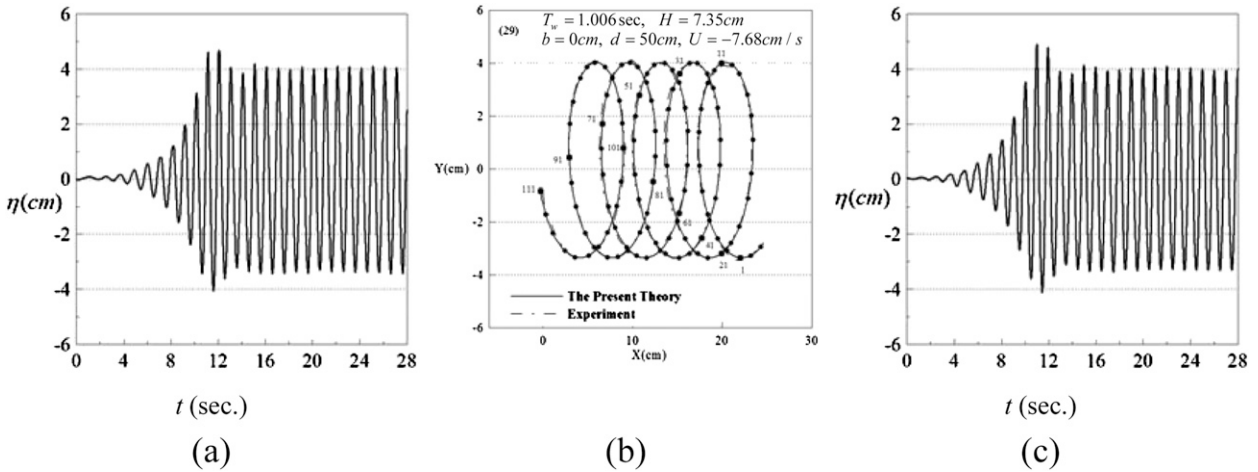 6
4
2
0
-2
-4
-6
η(cm)
0 4 8 12 16 20 24 28
t (sec.)
(a)
(29)
T_w = 1.006 sec, H = 7.35cm
b = 0cm, d = 50cm, U = -7.68cm / s
6
4
2
0
-2
-4
-6
Y(cm)
11
31
51
71
91
101
111
81
61
41
21
1
The Present Theory
Experiment
0 10 20 30
X(cm)
(b)
6
4
2
0
-2
-4
-6
η(cm)
0 4 8 12 16 20 24 28
t (sec.)
(c)